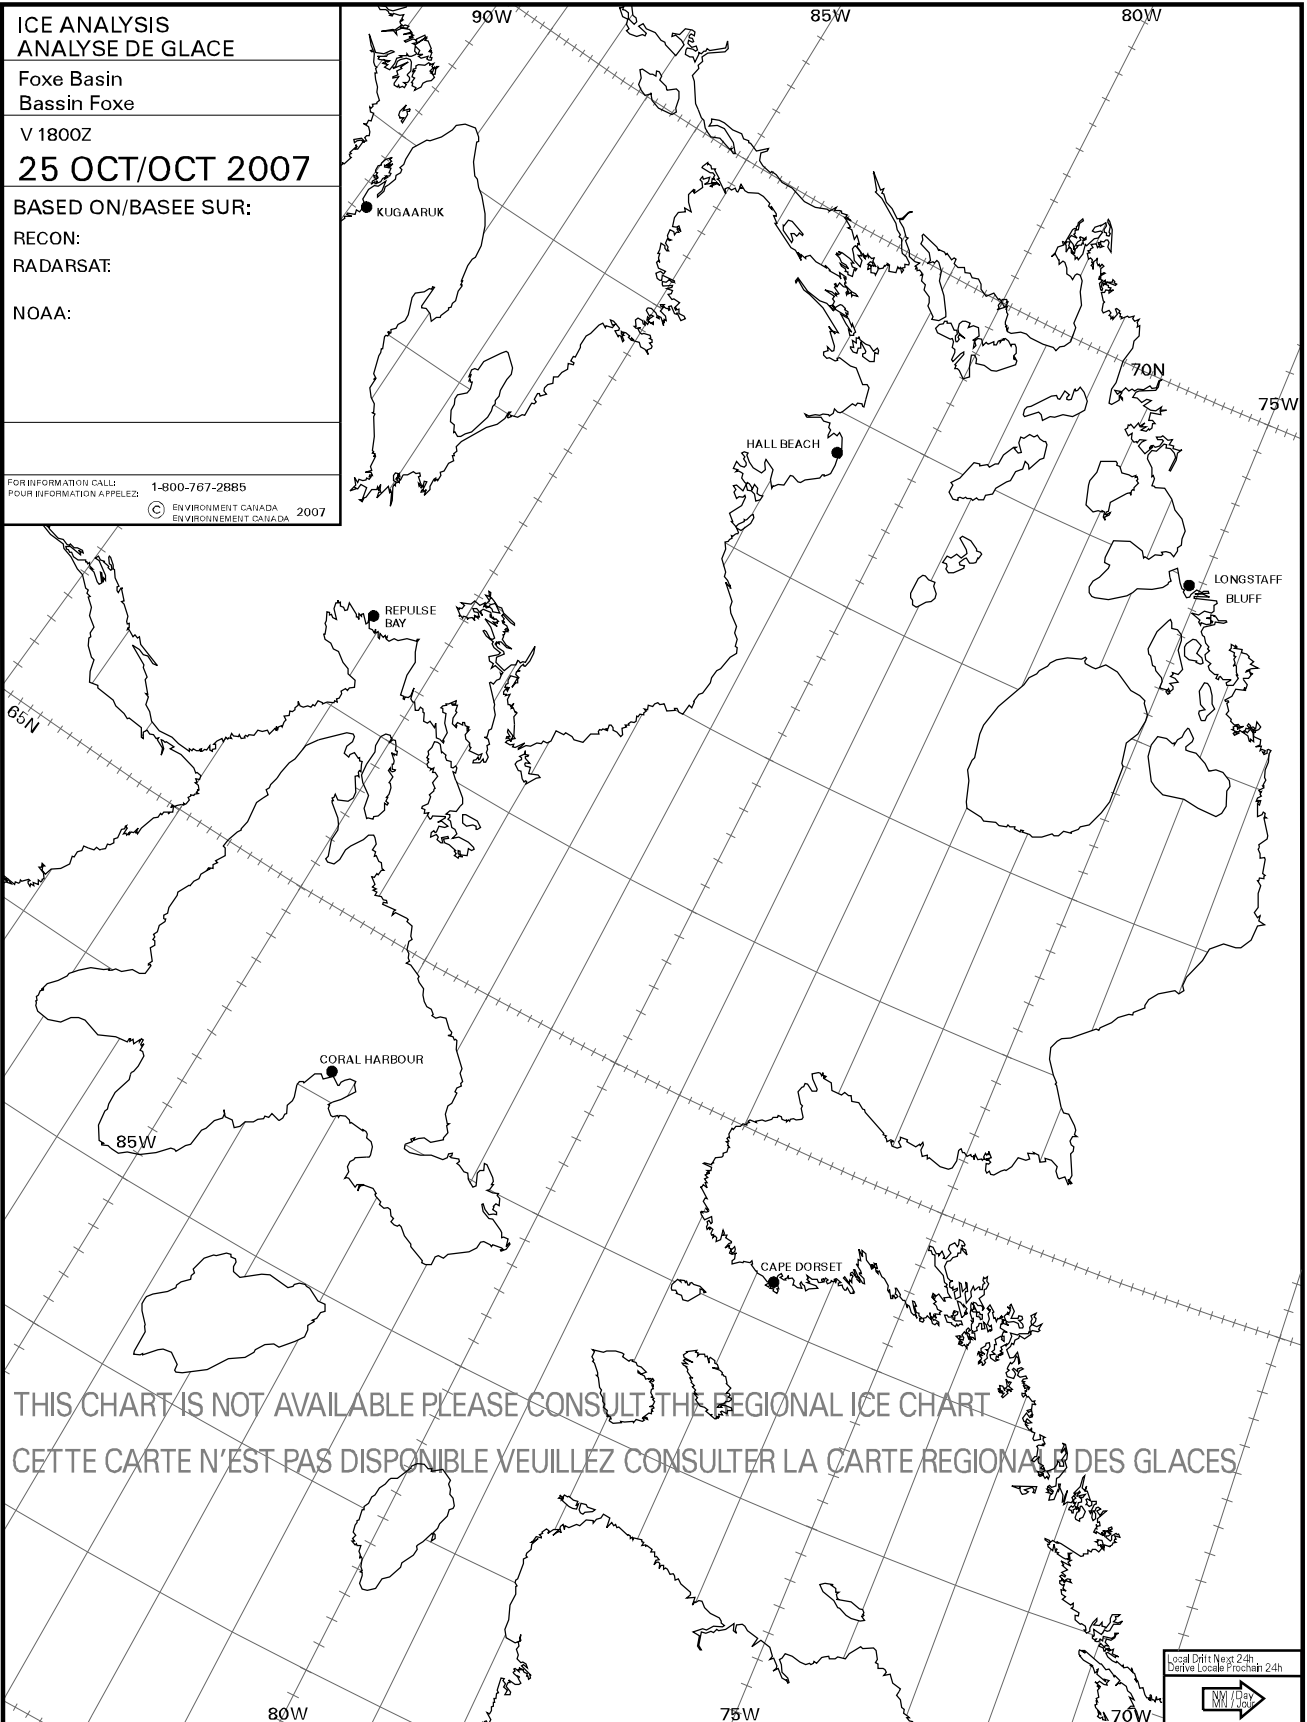 ICE ANALYSIS
ANALYSE DE GLACE
Foxe Basin
Bassin Foxe
V 1800Z
25 OCT/OCT 2007
BASED ON/BASEE SUR:
RECON:
RADARSAT:
NOAA:
FOR INFORMATION CALL:
POUR INFORMATION APPELEZ:
1-800-767-2885
© ENVIRONMENT CANADA
ENVIRONNEMENT CANADA
2007
90W
85W
80W
KUGAARUK
70N
75W
HALL BEACH
LONGSTAFF
BLUFF
REPULSE
BAY
65N
CORAL HARBOUR
85W
CAPE DORSET
THIS CHART IS NOT AVAILABLE PLEASE CONSULT THE REGIONAL ICE CHART
CETTE CARTE N'EST PAS DISPONIBLE VEUILLEZ CONSULTER LA CARTE REGIONALE DES GLACES
Local Drift Next 24h
Derive Locale Prochain 24h
NM / Day
MN / Jour
80W
75W
70W